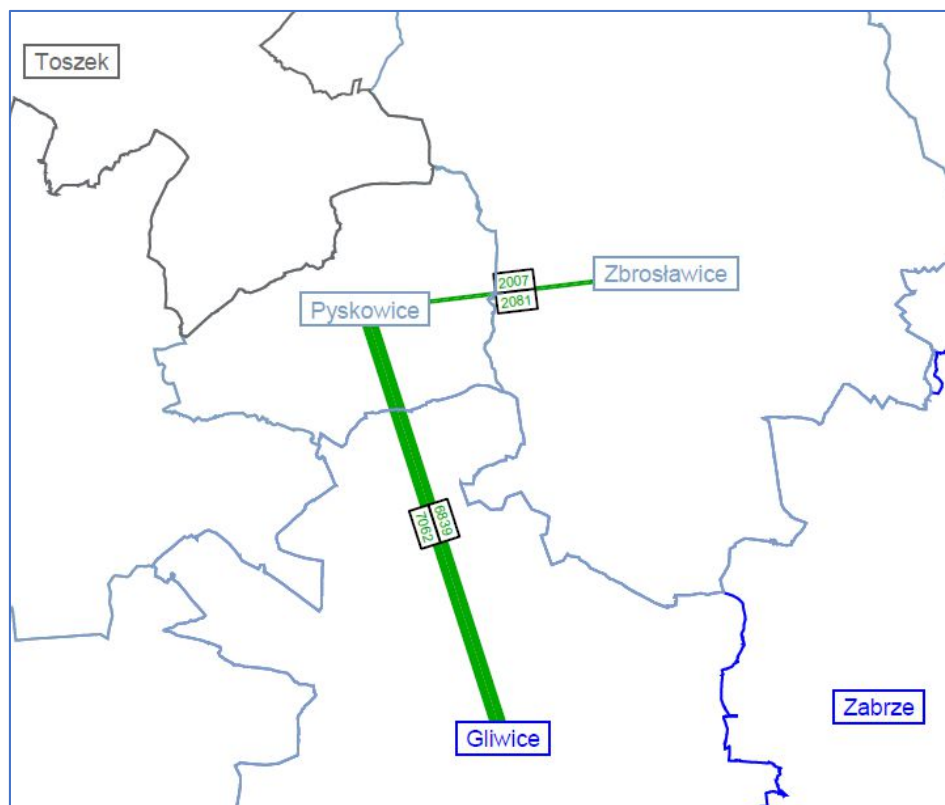 Toszek
Zbrosławice
2007
2081
Pyskowice
6839
7062
Zabrze
Gliwice